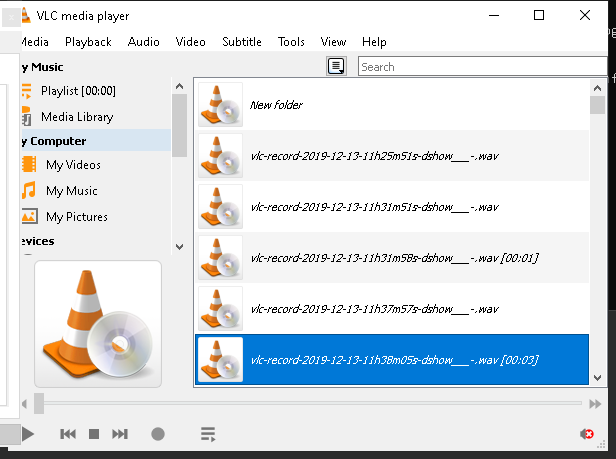 VLC media player
Media Playback Audio Video Subtitle Tools View Help
y Music
Search
Playlist [00:00]
Media Library
y Computer
My Videos
My Music
My Pictures
evices
New folder
vlc-record-2019-12-13-11h25m51s-dshow___-.wav
vlc-record-2019-12-13-11h31m51s-dshow___-.wav
vlc-record-2019-12-13-11h31m58s-dshow___-.wav [00:01]
vlc-record-2019-12-13-11h37m57s-dshow___-.wav
vlc-record-2019-12-13-11h38m05s-dshow___-.wav [00:03]